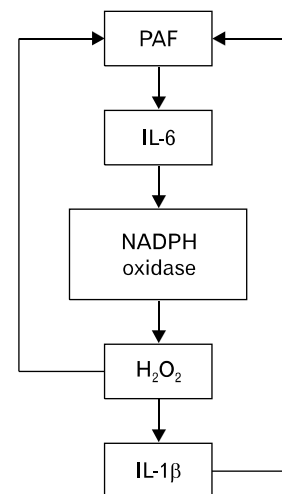 PAF
IL-6
NADPH
oxidase
H₂O₂
IL-1β